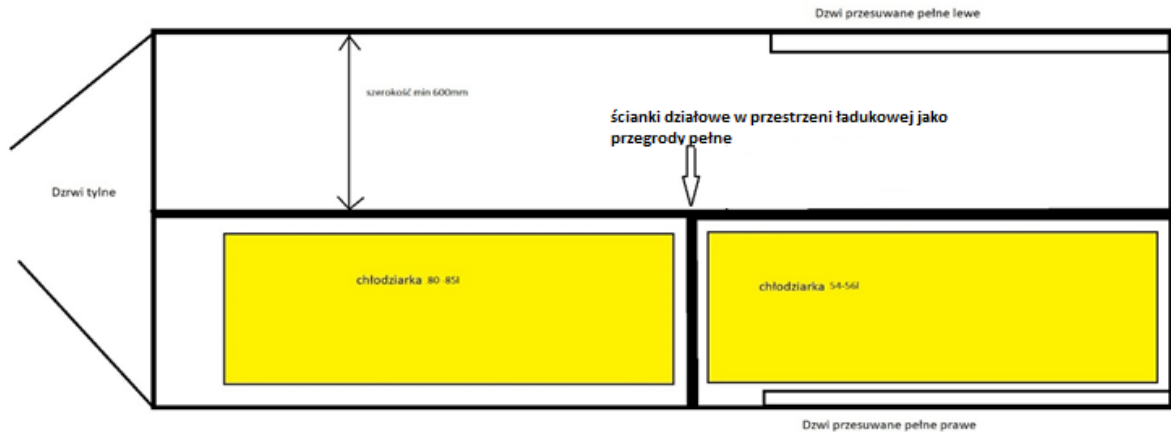 Dzwi przesuwane pełne lewe
szerokość min 600mm
ścianki działowe w przestrzeni ładukowej jako
przegrody pełne
Dzrwi tylne
chłodziarka 80 -85l
chłodziarka 54-56l
Dzwi przesuwane pełne prawe